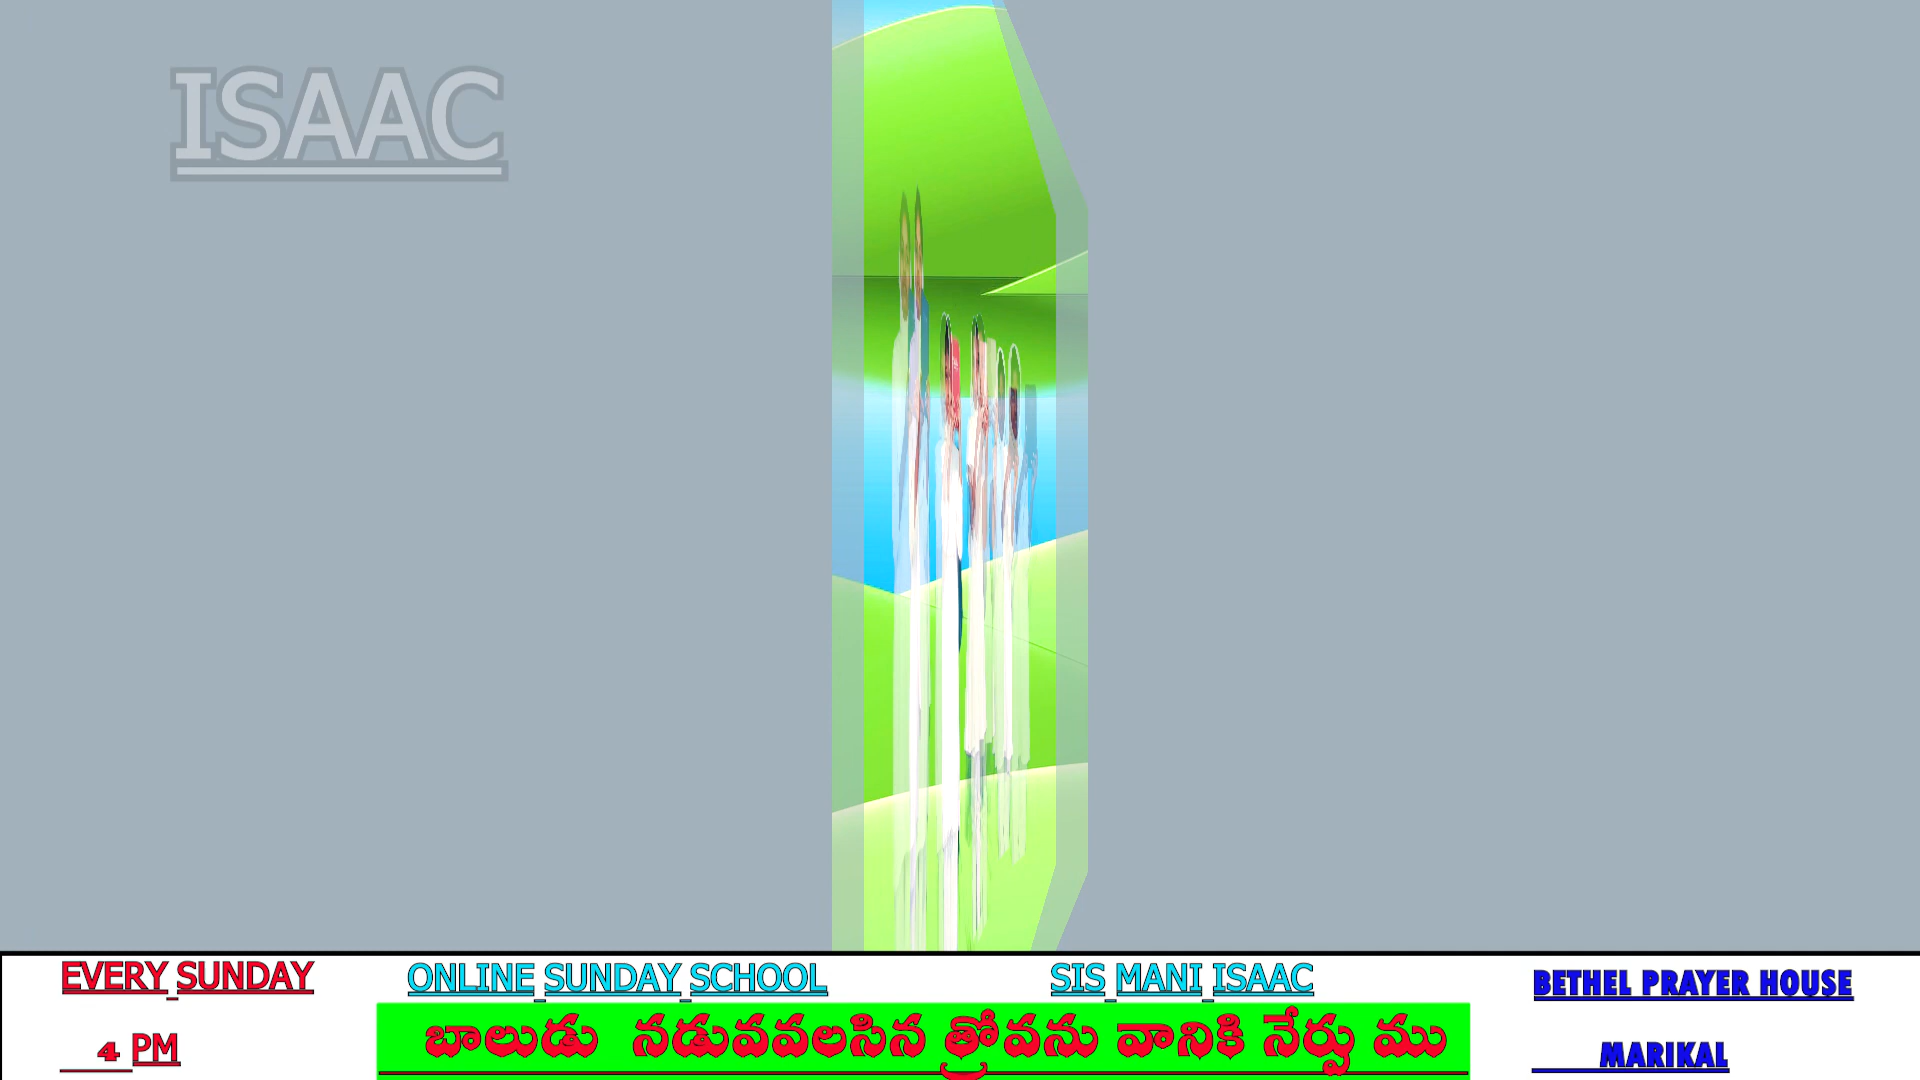 ISAAC
EVERY SUNDAY
4 PM
ONLINE SUNDAY SCHOOL
SIS MANI ISAAC
బాలుడు నడువవలసిన త్రోవను వానికి నేర్పు ము
BETHEL PRAYER HOUSE
MARIKAL